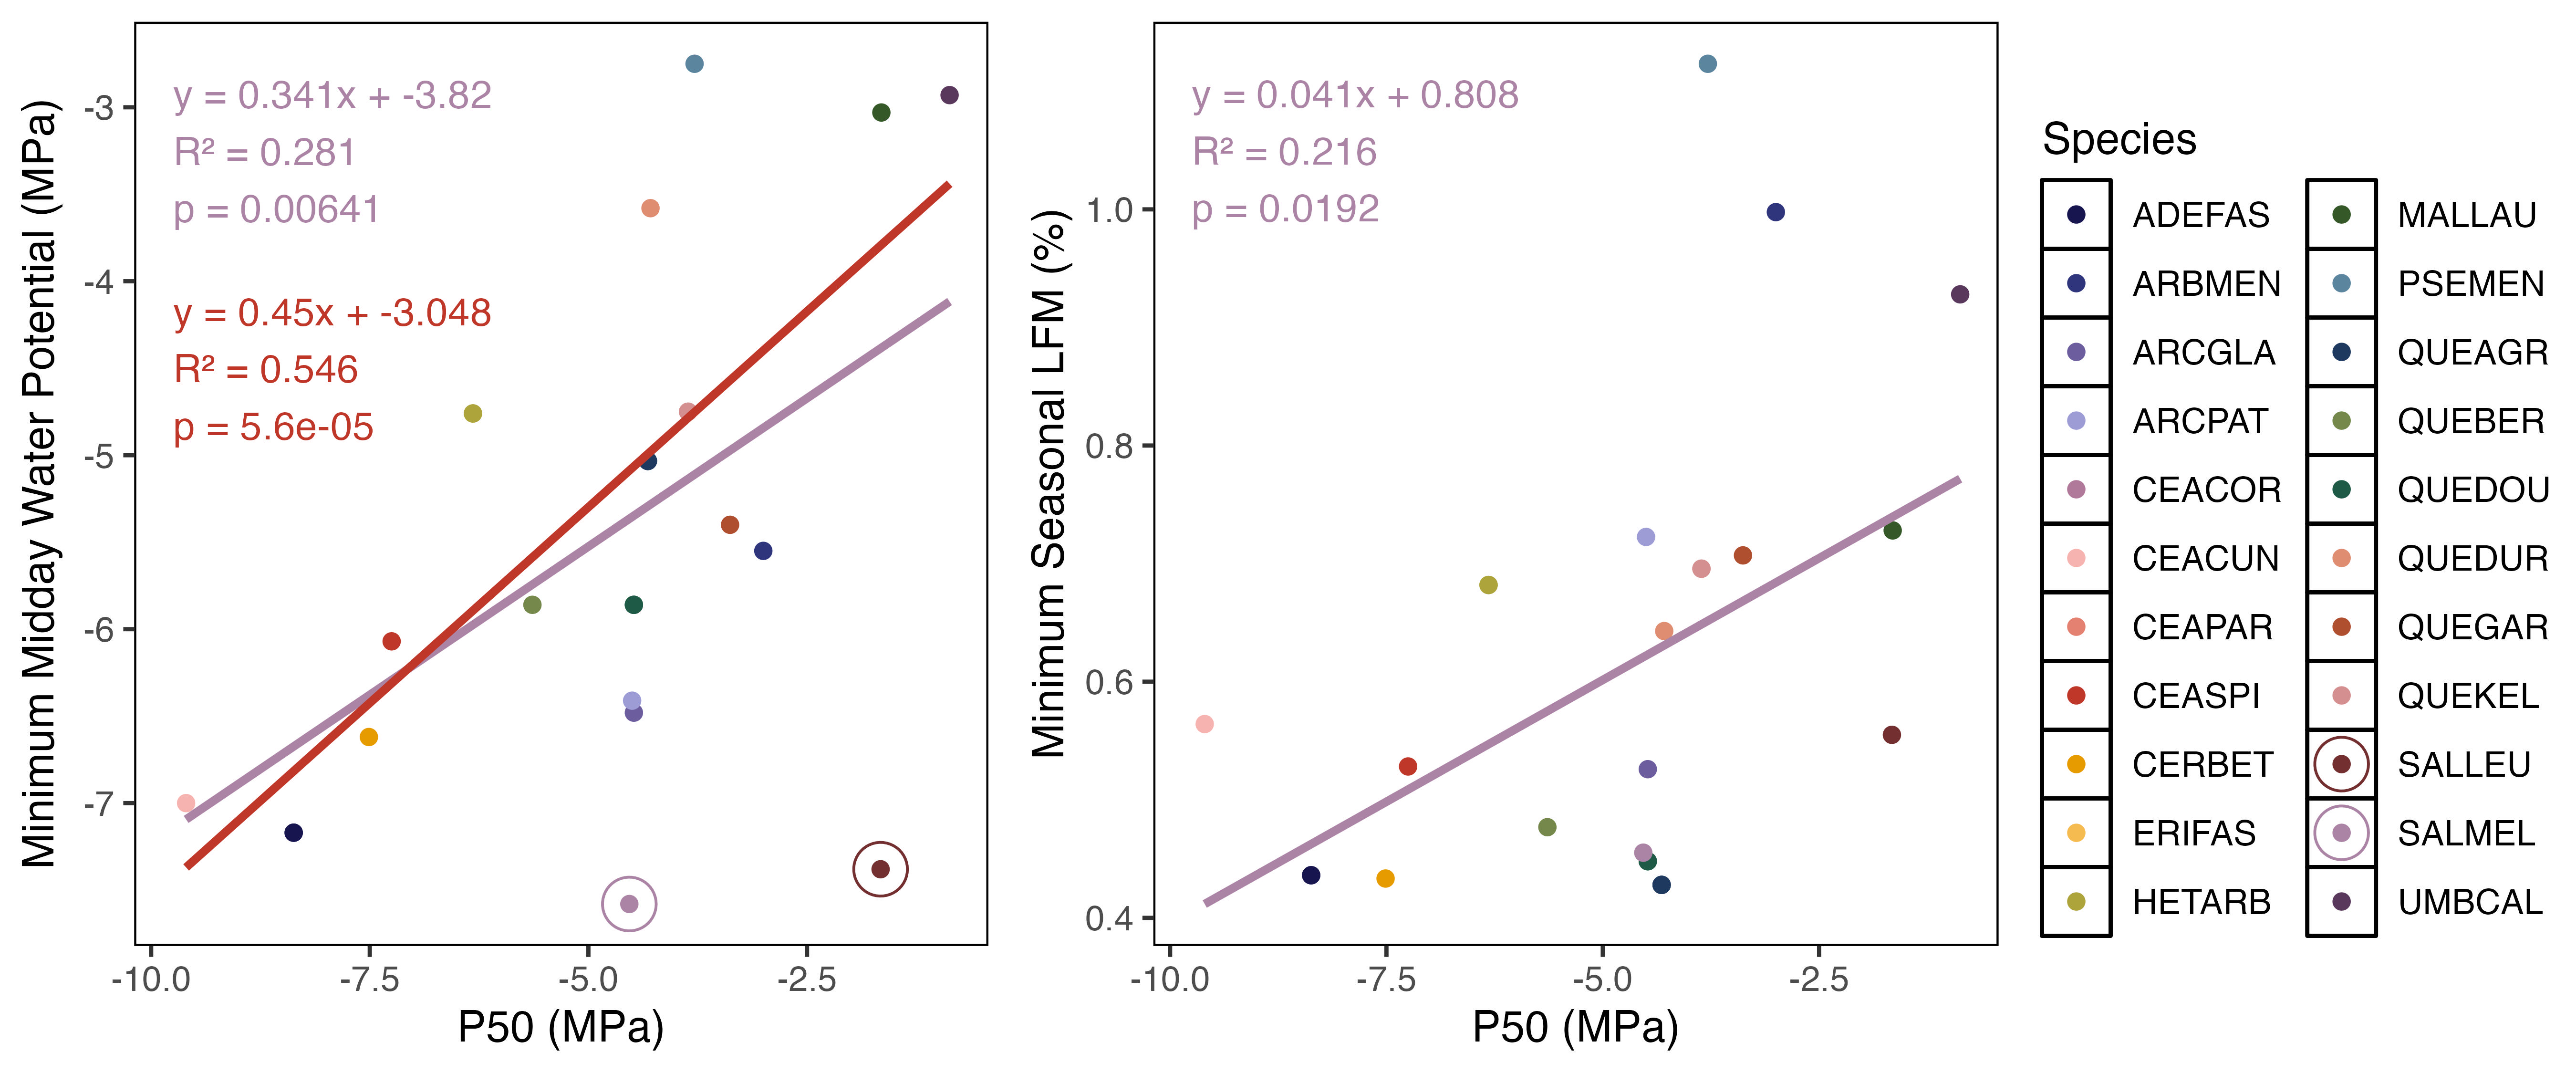 Minimum Midday Water Potential (MPa)
-3
-4
-5
-6
-7
y = 0.341x + -3.82
R² = 0.281
p = 0.00641
y = 0.45x + -3.048
R² = 0.546
p = 5.6e-05
-10.0
-7.5
-5.0
-2.5
P50 (MPa)
Minimum Seasonal LFM (%)
1.0
0.8
0.6
0.4
y = 0.041x + 0.808
R² = 0.216
p = 0.0192
-10.0
-7.5
-5.0
-2.5
P50 (MPa)
Species
ADEFAS
ARBMEN
ARCGLA
ARCPAT
CEACOR
CEACUN
CEAPAR
CEASPI
CERBET
ERIFAS
HETARB
MALLAU
PSEMEN
QUEAGR
QUEBER
QUEDOU
QUEDUR
QUEGAR
QUEKEL
SALLEU
SALMEL
UMBCAL